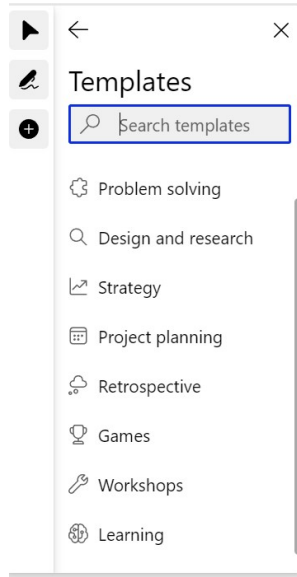 Templates
Search templates
Problem solving
Design and research
Strategy
Project planning
Retrospective
Games
Workshops
Learning